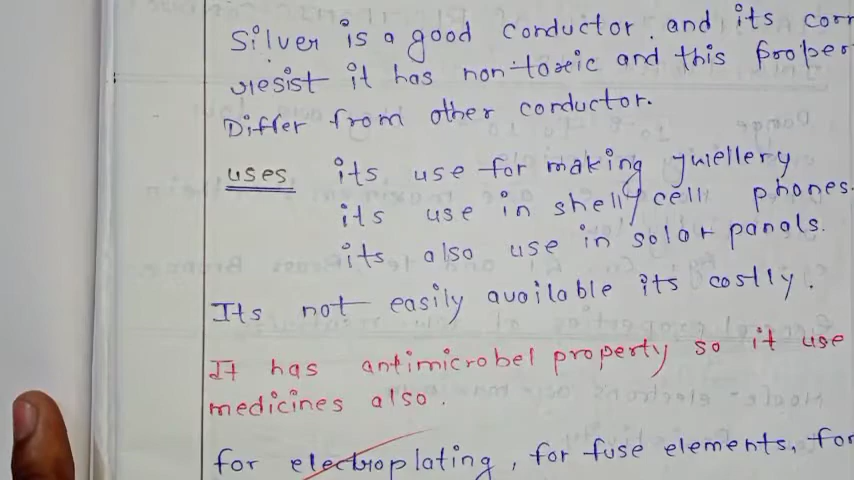 Silver is a good conductor. and its corr
resist it has non-toxic and this proper
Differ from other conductor.
uses its use for making jwellery
its use in shelly cell phones.
its also use in solar panals.
Its not easily available its costly.
It has antimicrobel property so it use
medicines also.
for electroplating, for fuse elements, for